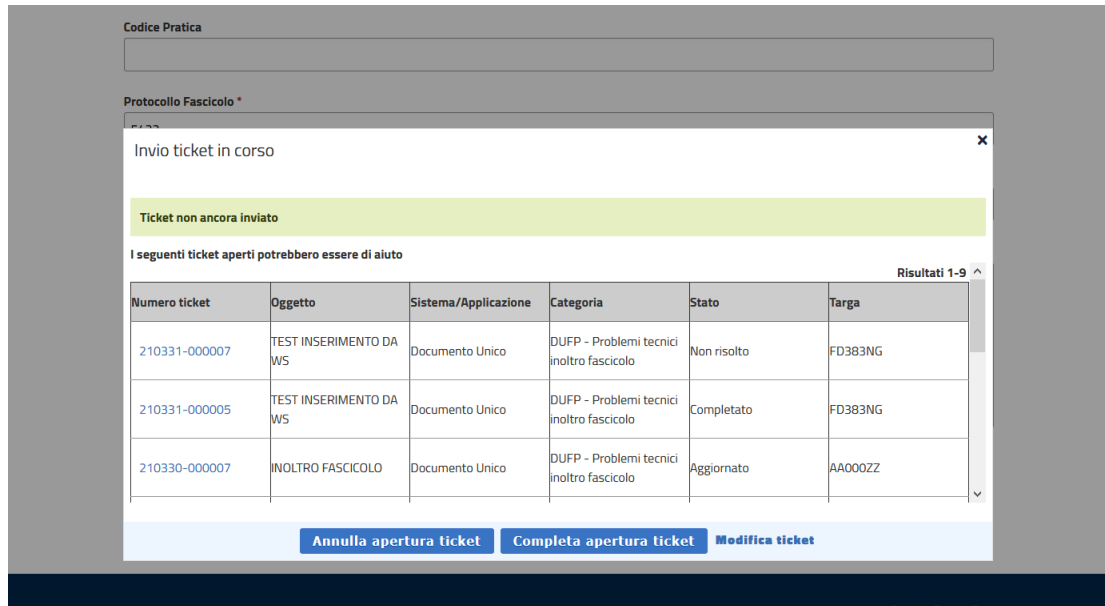 Codice Pratica
Protocollo Fascicolo *
Invio ticket in corso
Ticket non ancora inviato
I seguenti ticket aperti potrebbero essere di aiuto
Risultati 1-9
Numero ticket Oggetto Sistema/Applicazione Categoria Stato Targa
210331-000007 TEST INSERIMENTO DA WS Documento Unico DUFP - Problemi tecnici inoltro fascicolo Non risolto FD383NG
210331-000005 TEST INSERIMENTO DA WS Documento Unico DUFP - Problemi tecnici inoltro fascicolo Completato FD383NG
210330-000007 INOLTRO FASCICOLO Documento Unico DUFP - Problemi tecnici inoltro fascicolo Aggiornato AA000ZZ
Annulla apertura ticket Completa apertura ticket Modifica ticket